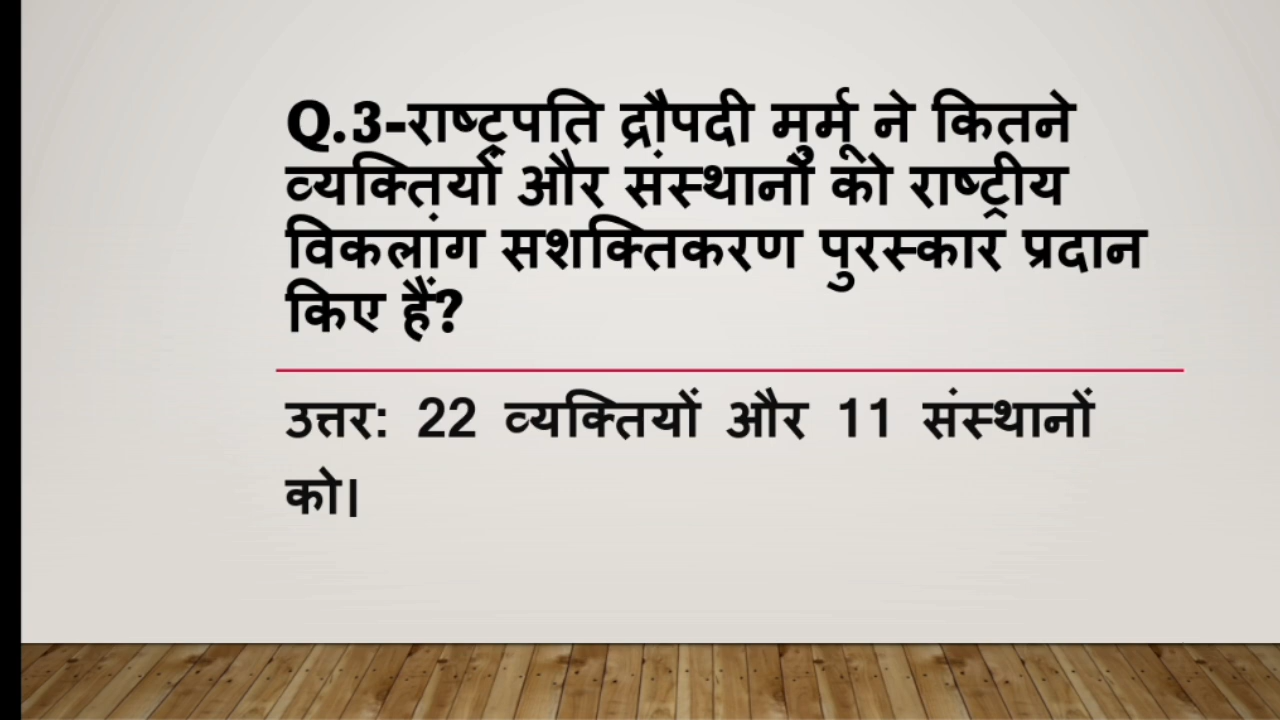 Q.3-राष्ट्रपति द्रौपदी मुर्मू ने कितने
व्यक्तियों और संस्थानों को राष्ट्रीय
विकलांग सशक्तिकरण पुरस्कार प्रदान
किए हैं?
उत्तर: 22 व्यक्तियों और 11 संस्थानों
को।